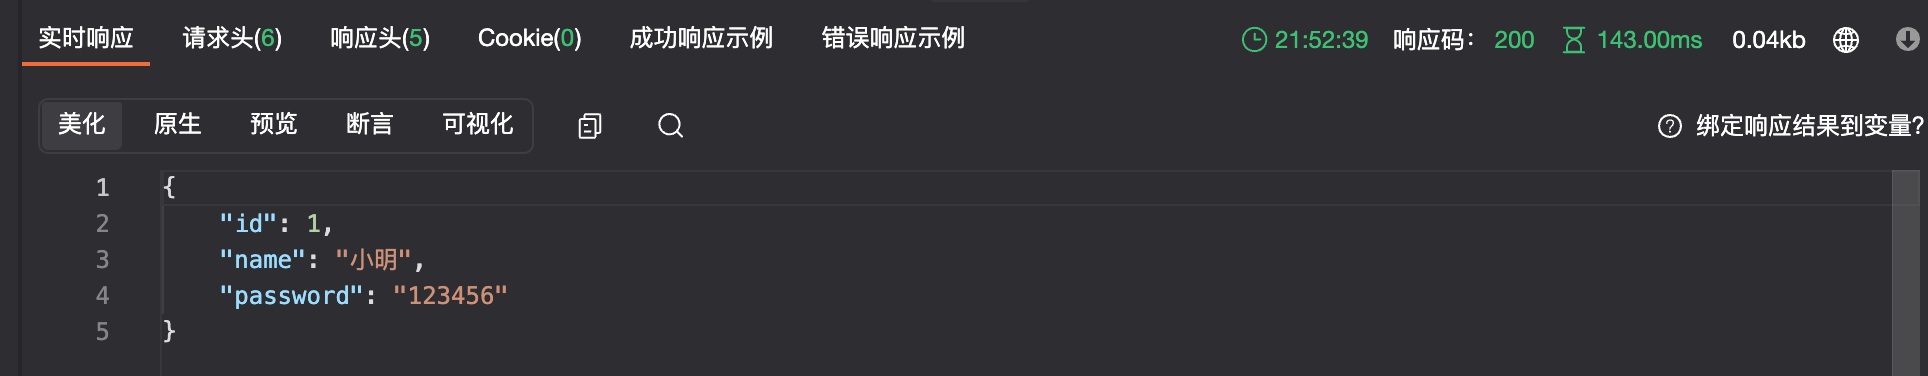 实时响应 请求头(6) 响应头(5) Cookie(0) 成功响应示例 错误响应示例 21:52:39 响应码： 200 143.00ms 0.04kb
美化 原生 预览 断言 可视化 绑定响应结果到变量?
1 {
2 "id": 1,
3 "name": "小明",
4 "password": "123456"
5 }